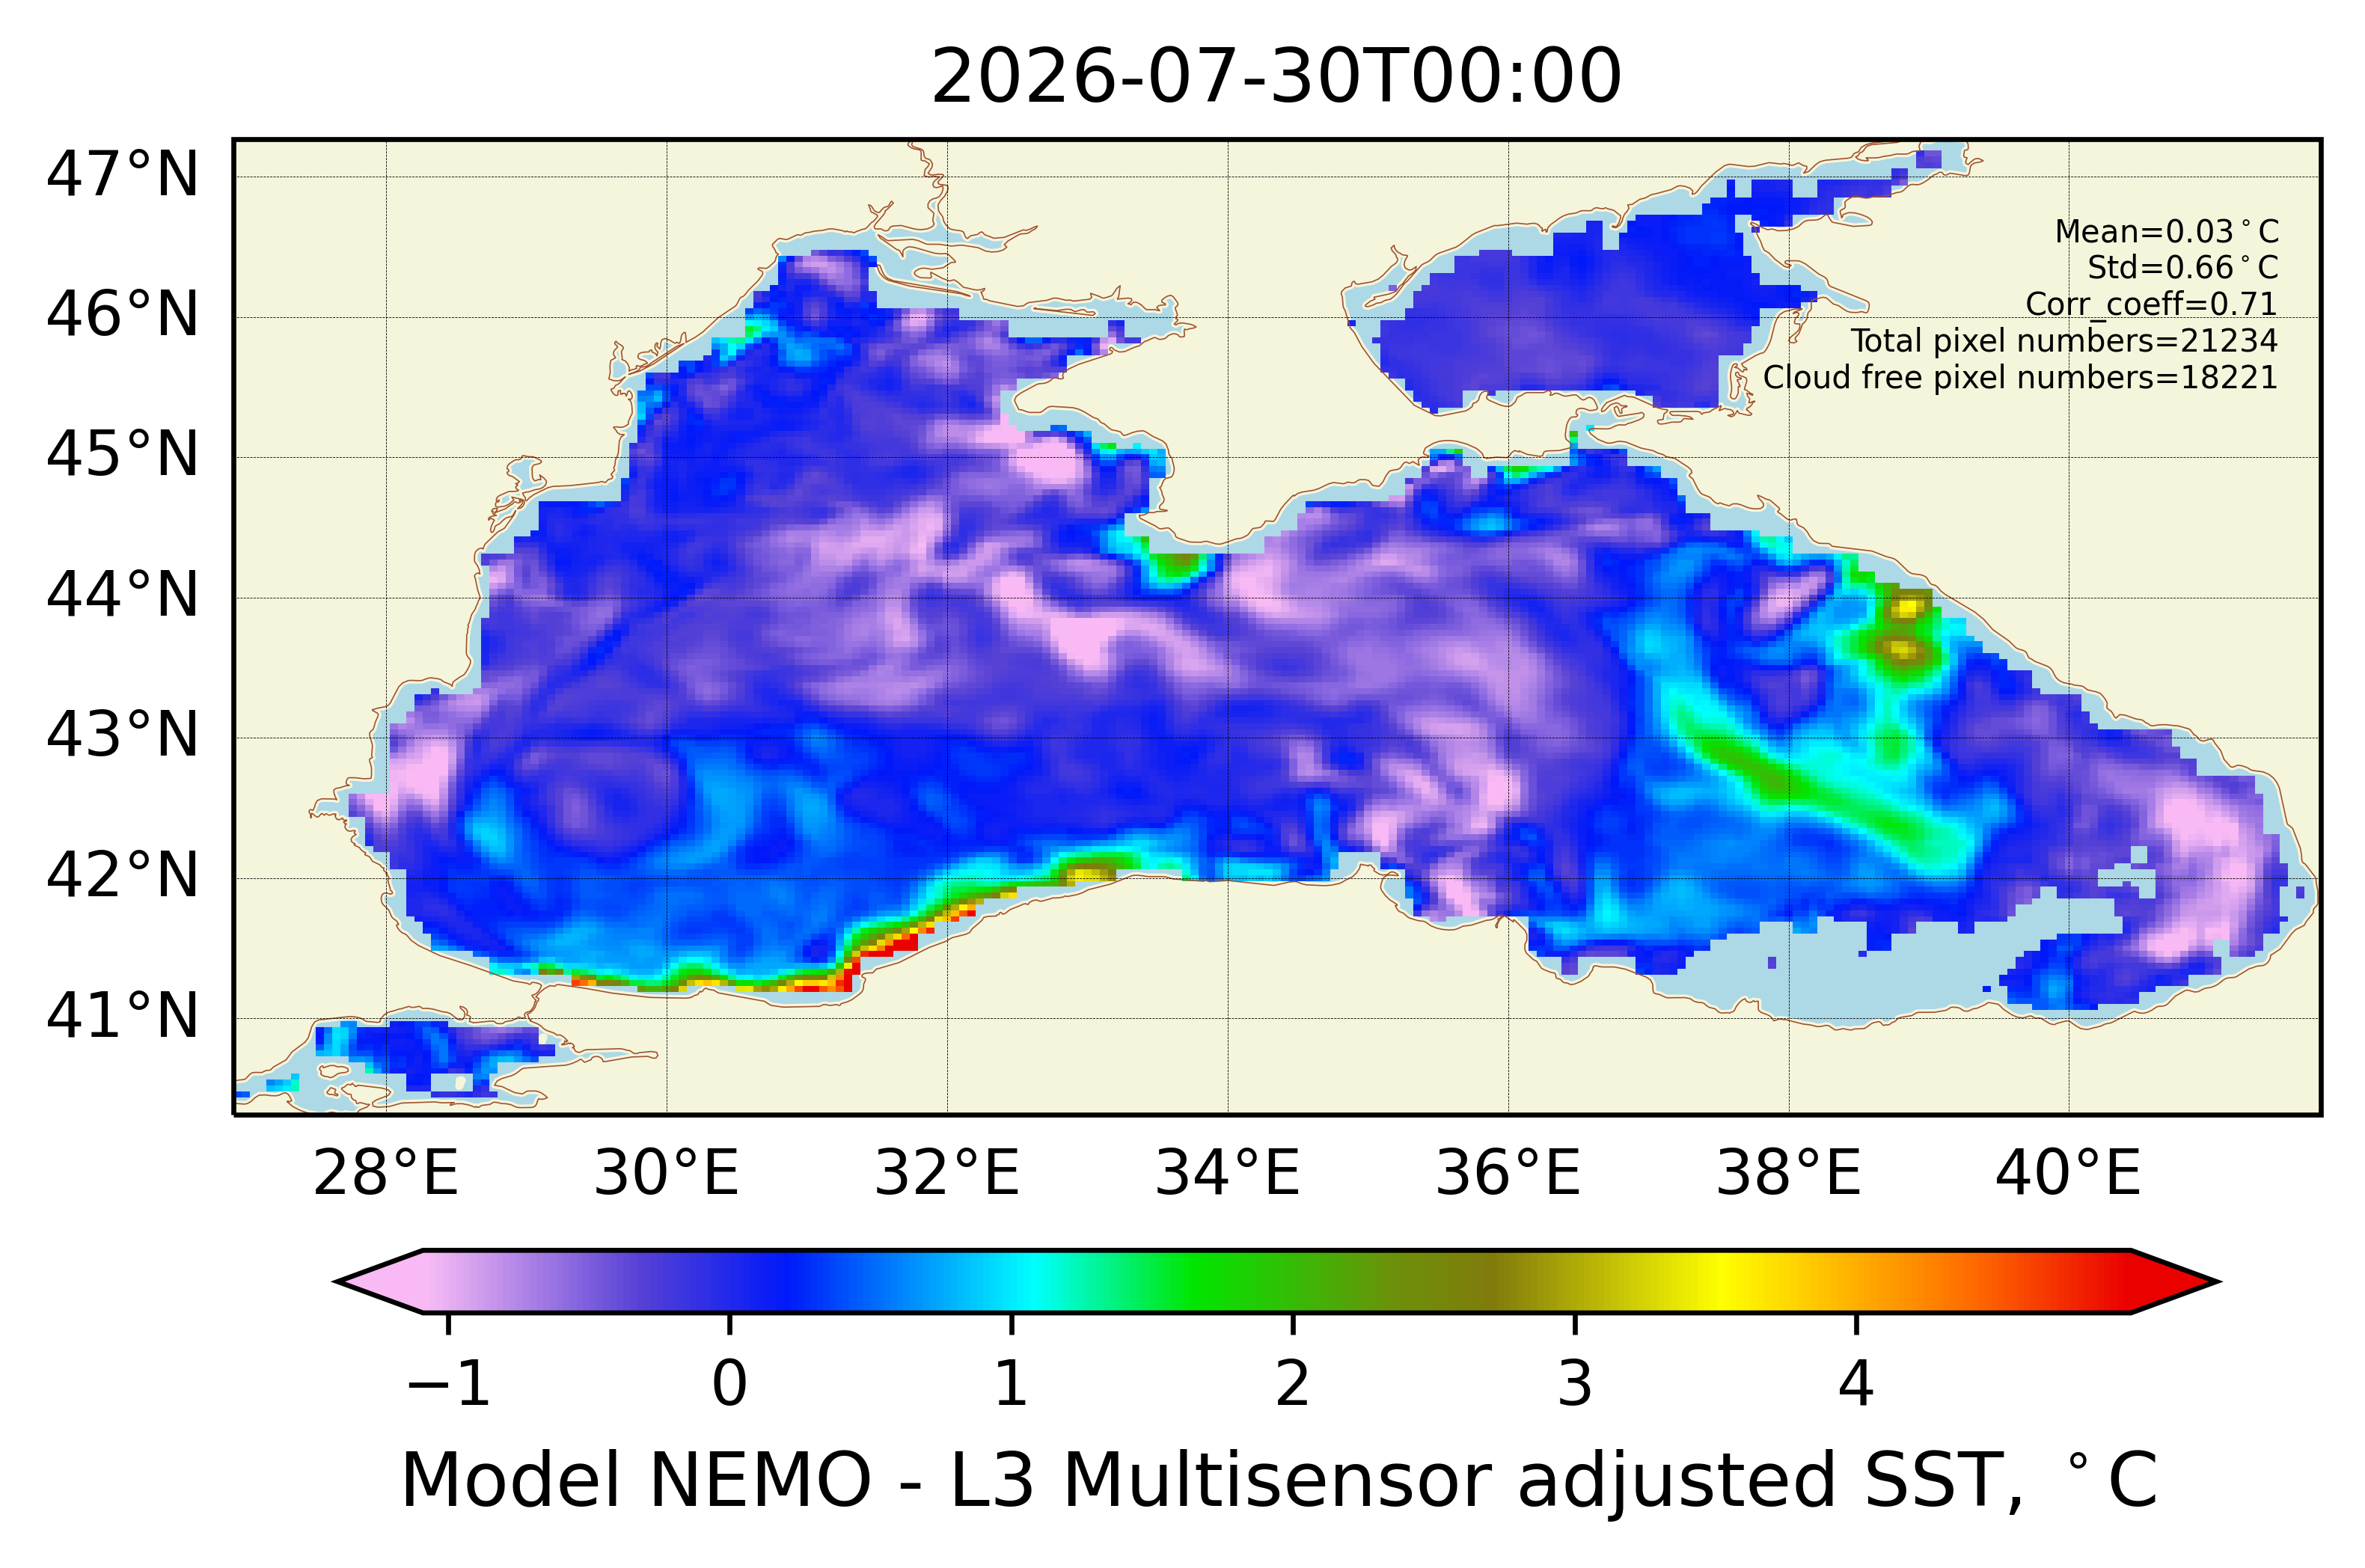 2026-07-30T00:00
47°N
46°N
45°N
44°N
43°N
42°N
41°N
Mean=0.03°C
Std=0.66°C
Corr_coeff=0.71
Total pixel numbers=21234
Cloud free pixel numbers=18221
28°E 30°E 32°E 34°E 36°E 38°E 40°E
−1 0 1 2 3 4
Model NEMO - L3 Multisensor adjusted SST, °C